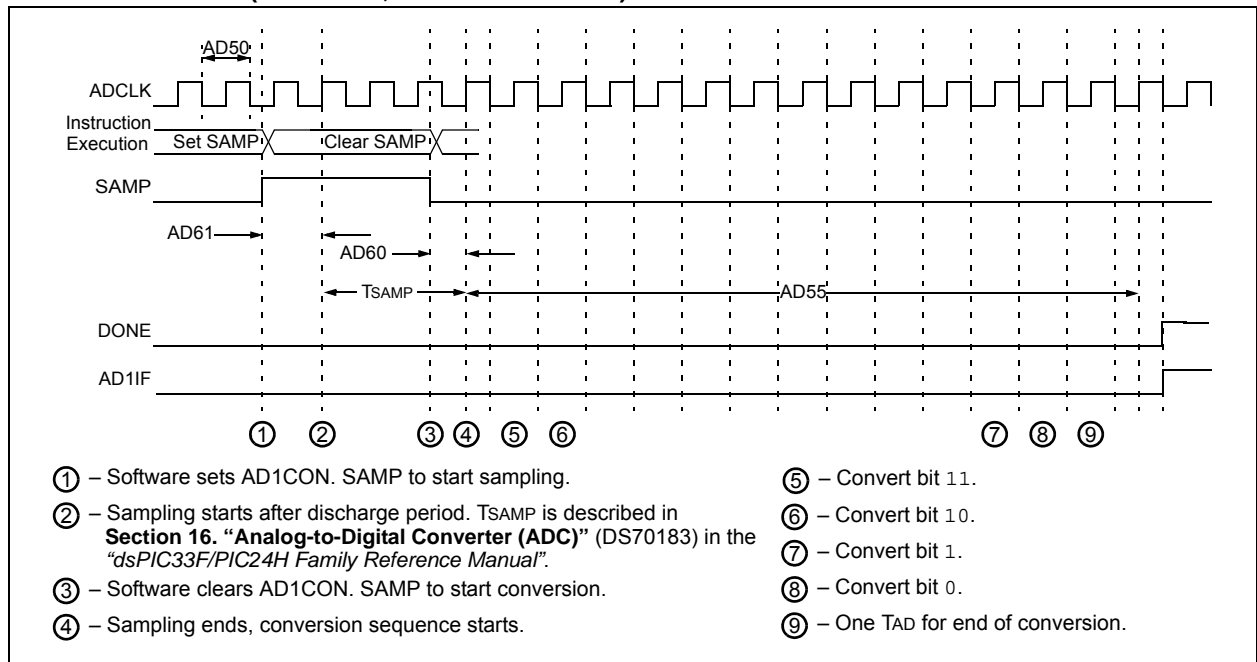 AD50
ADCLK
Instruction
Execution
Set SAMP
Clear SAMP
SAMP
AD61
AD60
TSAMP
AD55
DONE
AD1IF
1 2 3 4 5 6 7 8 9
1 – Software sets AD1CON. SAMP to start sampling.
2 – Sampling starts after discharge period. TSAMP is described in
Section 16. “Analog-to-Digital Converter (ADC)” (DS70183) in the
“dsPIC33F/PIC24H Family Reference Manual”.
3 – Software clears AD1CON. SAMP to start conversion.
4 – Sampling ends, conversion sequence starts.
5 – Convert bit 11.
6 – Convert bit 10.
7 – Convert bit 1.
8 – Convert bit 0.
9 – One TAD for end of conversion.